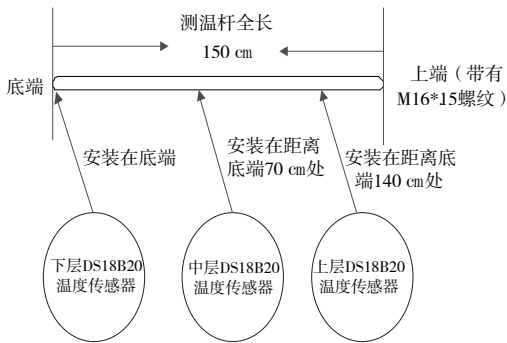 测温杆全长
150 cm
底端
上端（带有
M16*1.5螺纹）
安装在底端
安装在距离
底端70 cm处
安装在距离底
端140 cm处
下层DS18B20
温度传感器
中层DS18B20
温度传感器
上层DS18B20
温度传感器